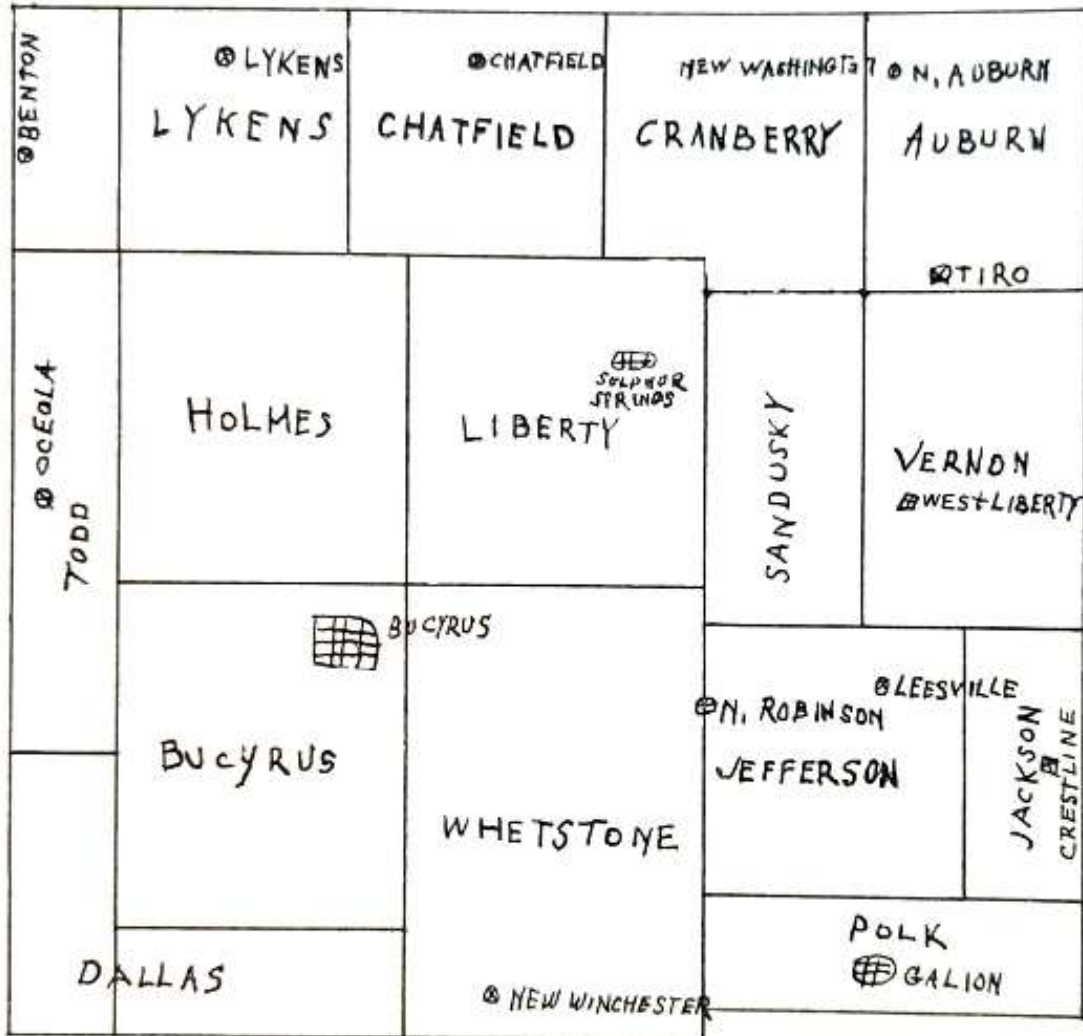 BENTON
LYKENS
LYKENS
CHATFIELD
CHATFIELD
NEW WASHINGTON
CRANBERRY
N. AUBURN
AUBURN
TIRO
OCEOLA
TODD
HOLMES
LIBERTY
SULPHUR
SPRINGS
SANDUSKY
VERNON
WEST LIBERTY
BUCYRUS
BUCYRUS
WHETSTONE
N. ROBINSON
LEESVILLE
JEFFERSON
JACKSON
CRESTLINE
POLK
GALION
DALLAS
NEW WINCHESTER